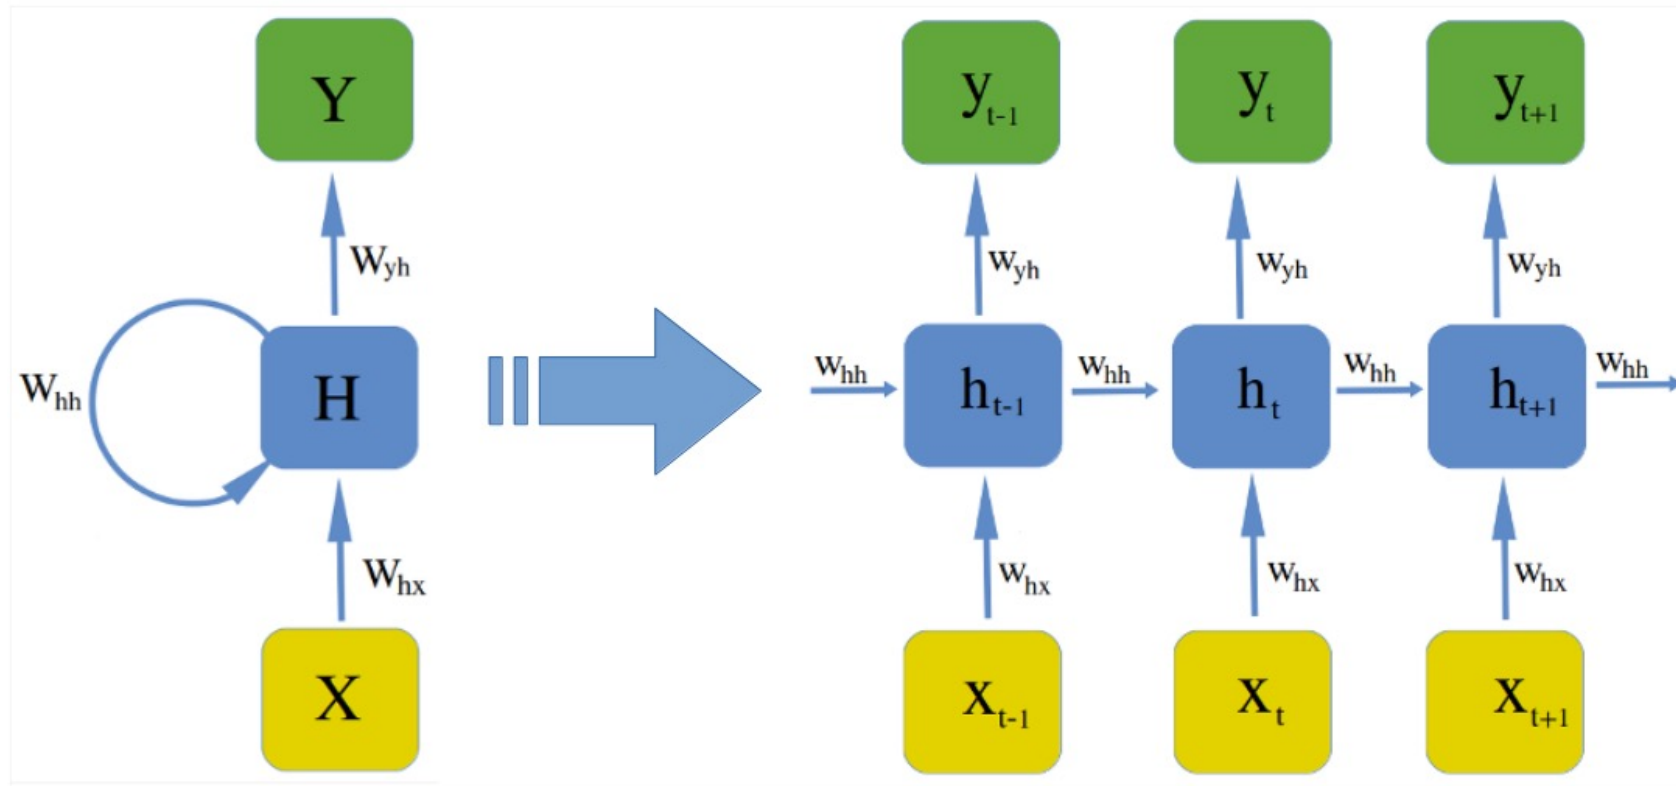 Y
W_yh
W_hh
H
W_hx
X
y_t-1 y_t y_t+1
w_yh w_yh w_yh
w_hh h_t-1 w_hh h_t w_hh h_t+1 w_hh
w_hx w_hx w_hx
x_t-1 x_t x_t+1